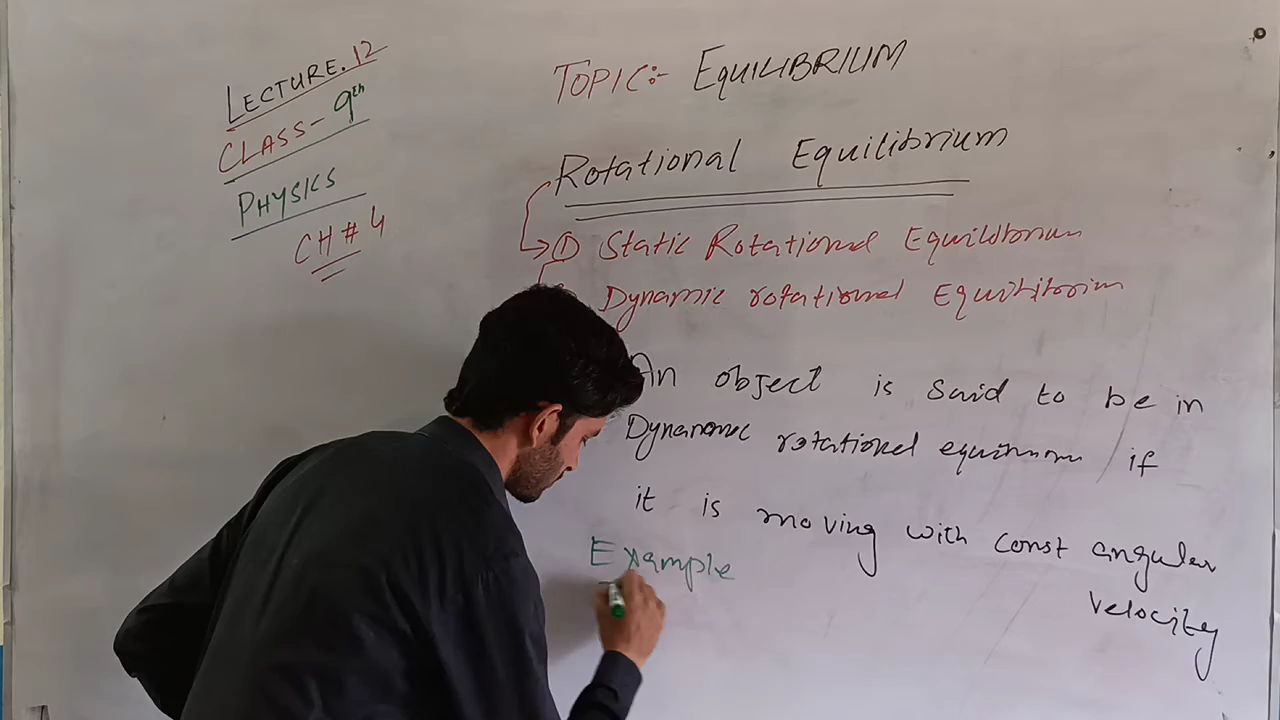 LECTURE. 12
CLASS - 9th
PHYSICS
CH # 4
TOPIC:- EQUILIBRIUM
Rotational Equilibrium
① Static Rotational Equilibrium
Dynamic rotational Equilibrium
An object is said to be in
Dynamic rotational equilibrium if
it is moving with const angular
velocity
Example